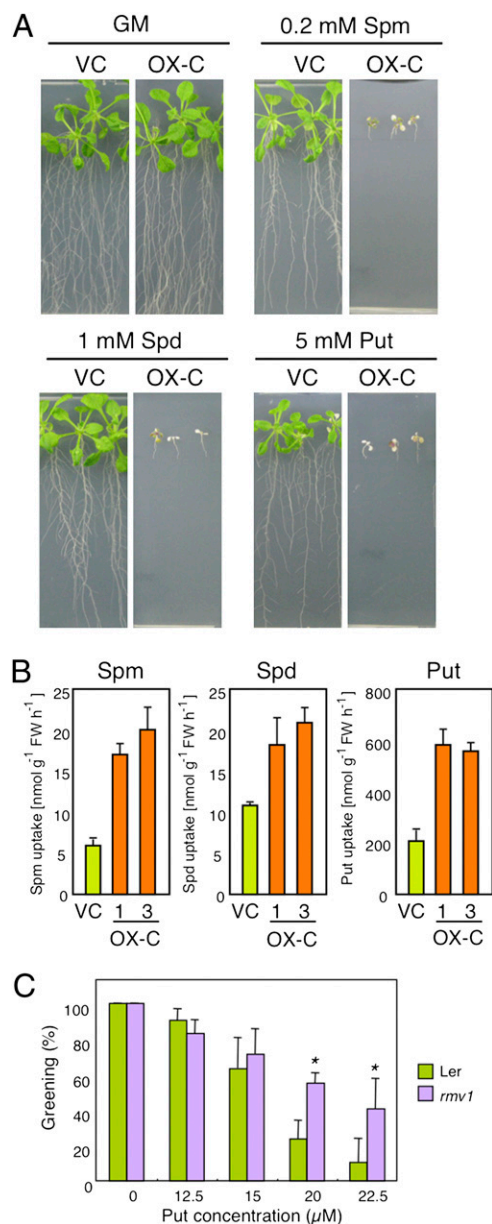 A
GM
0.2 mM Spm
VC OX-C VC OX-C
1 mM Spd
5 mM Put
VC OX-C VC OX-C
B
Spm
Spd
Put
Spm uptake [nmol g⁻¹ FW h⁻¹]
25
20
15
10
5
0
VC 1 3
OX-C
Spd uptake [nmol g⁻¹ FW h⁻¹]
25
20
15
10
5
0
VC 1 3
OX-C
Put uptake [nmol g⁻¹ FW h⁻¹]
800
600
400
200
0
VC 1 3
OX-C
C
Greening (%)
100
80
60
40
20
0
* *
Ler
rmv1
0 12.5 15 20 22.5
Put concentration (μM)